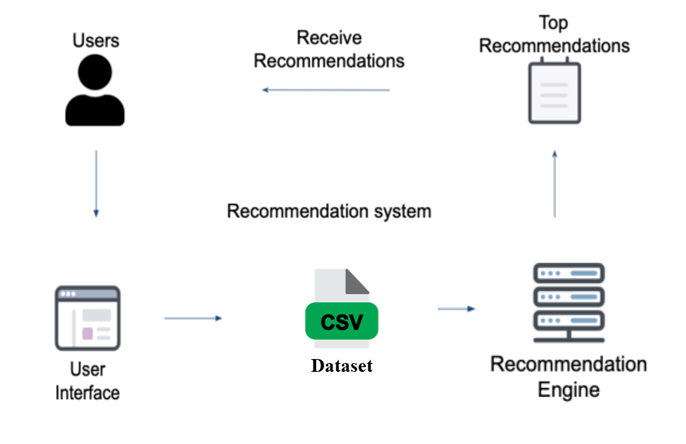 Users
Receive
Recommendations
Top
Recommendations
Recommendation system
CSV
User
Interface
Dataset
Recommendation
Engine